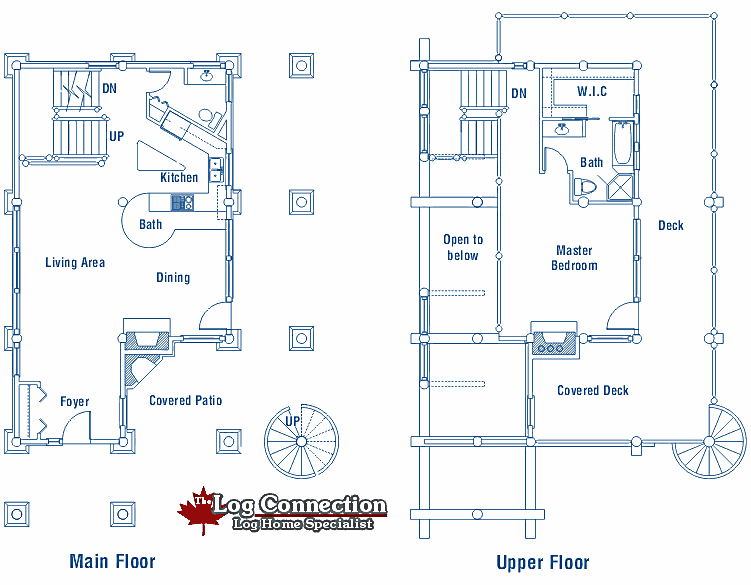 DN
UP
Kitchen
Bath
Living Area
Dining
Foyer
Covered Patio
UP
The Log Connection
Log Home Specialist
Main Floor
DN
W.I.C
Bath
Deck
Open to
below
Master
Bedroom
Covered Deck
Upper Floor